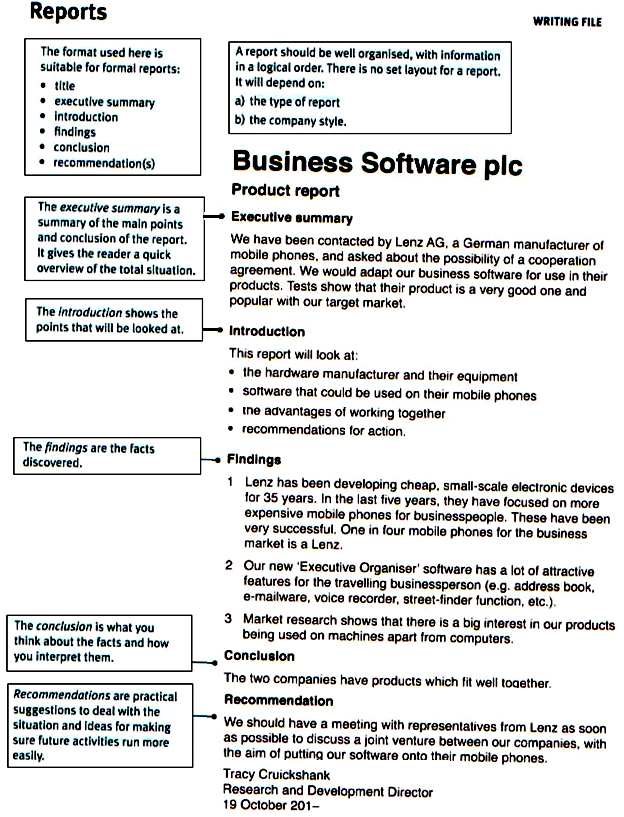 Reports
WRITING FILE
The format used here is
suitable for formal reports:
• title
• executive summary
• introduction
• findings
• conclusion
• recommendation(s)
A report should be well organised, with information
in a logical order. There is no set layout for a report.
It will depend on:
a) the type of report
b) the company style.
Business Software plc
Product report
The executive summary is a
summary of the main points
and conclusion of the report.
It gives the reader a quick
overview of the total situation.
Executive summary
We have been contacted by Lenz AG, a German manufacturer of
mobile phones, and asked about the possibility of a cooperation
agreement. We would adapt our business software for use in their
products. Tests show that their product is a very good one and
popular with our target market.
The introduction shows the
points that will be looked at.
Introduction
This report will look at:
• the hardware manufacturer and their equipment
• software that could be used on their mobile phones
• the advantages of working together
• recommendations for action.
The findings are the facts
discovered.
Findings
1 Lenz has been developing cheap, small-scale electronic devices
for 35 years. In the last five years, they have focused on more
expensive mobile phones for businesspeople. These have been
very successful. One in four mobile phones for the business
market is a Lenz.
2 Our new 'Executive Organiser' software has a lot of attractive
features for the travelling businessperson (e.g. address book,
e-mailware, voice recorder, street-finder function, etc.).
3 Market research shows that there is a big interest in our products
being used on machines apart from computers.
The conclusion is what you
think about the facts and how
you interpret them.
Conclusion
The two companies have products which fit well together.
Recommendations are practical
suggestions to deal with the
situation and ideas for making
sure future activities run more
easily.
Recommendation
We should have a meeting with representatives from Lenz as soon
as possible to discuss a joint venture between our companies, with
the aim of putting our software onto their mobile phones.
Tracy Cruickshank
Research and Development Director
19 October 201–